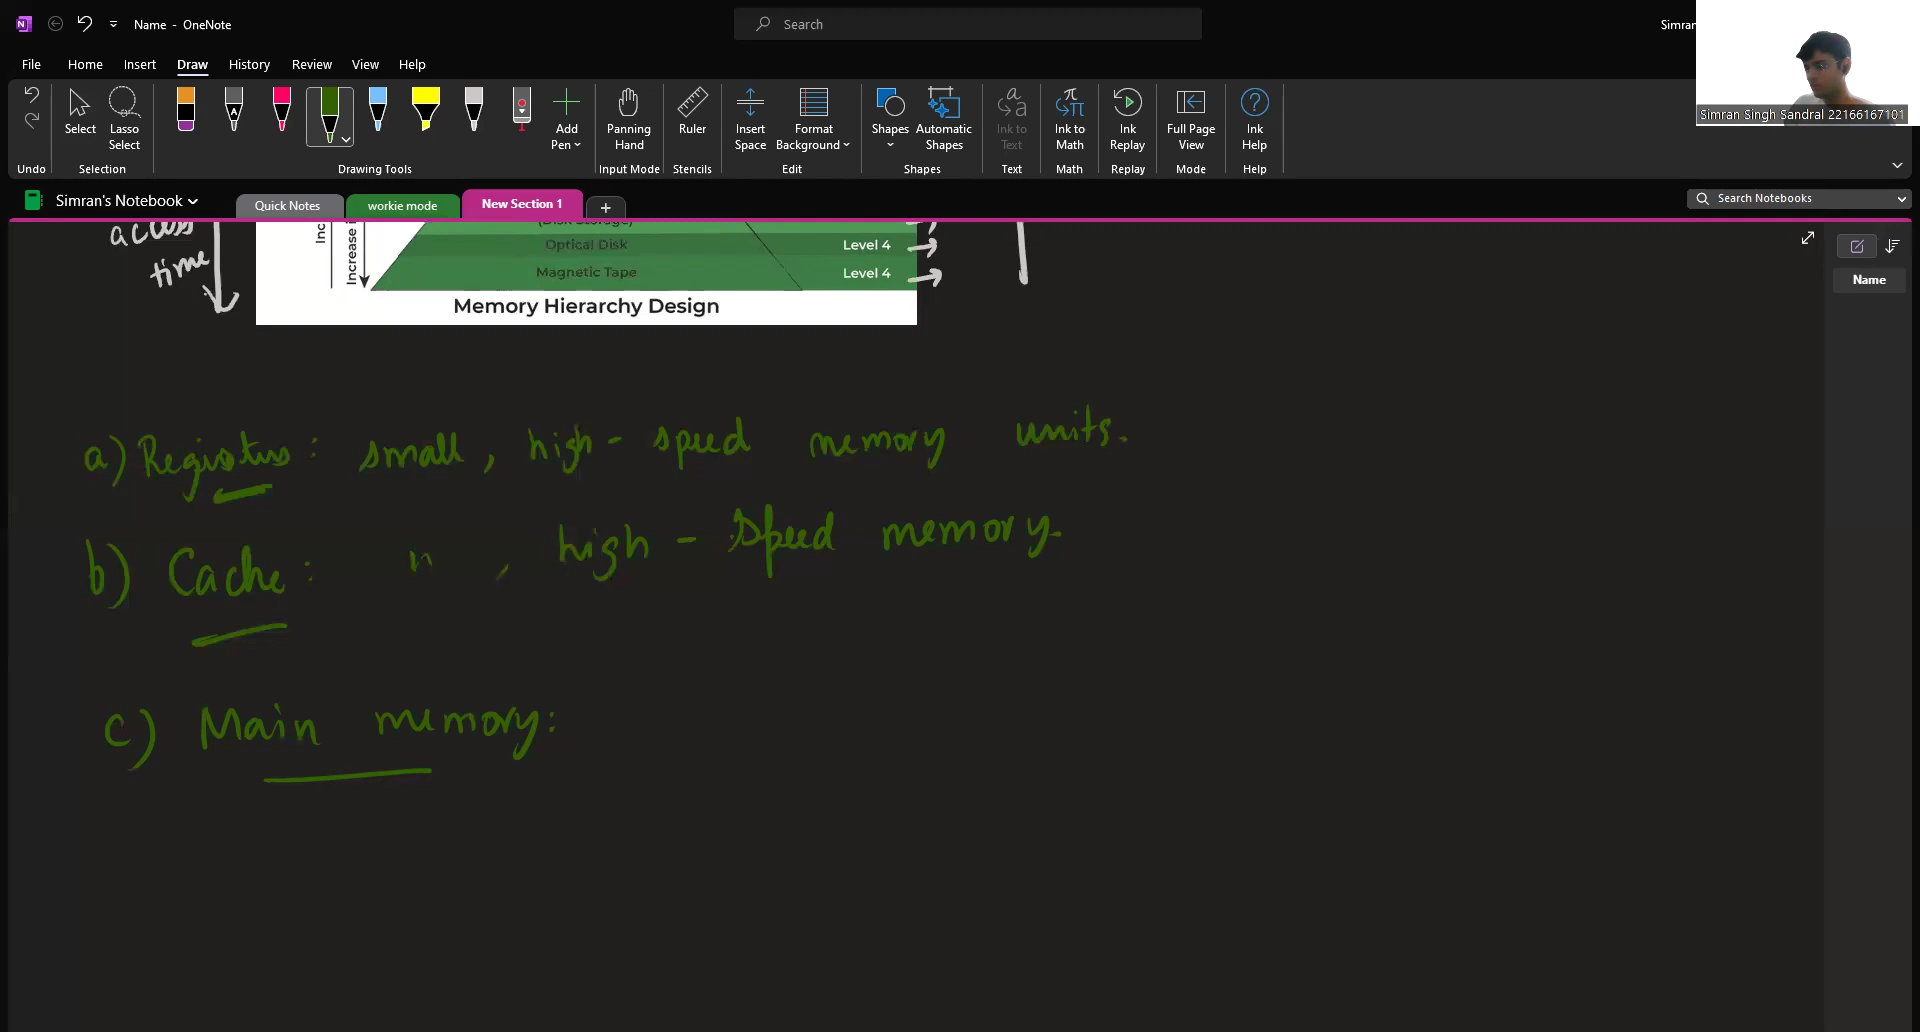 Name - OneNote
Search
Simran
File Home Insert Draw History Review View Help
Select
Lasso Select
Add Pen
Panning Hand
Ruler
Insert Space
Format Background
Shapes
Automatic Shapes
Ink to Text
Ink to Math
Ink Replay
Full Page View
Ink Help
Simran Singh Sandral 22166167101
Undo Selection Drawing Tools Input Mode Stencils Edit Shapes Text Math Replay Mode Help
Simran's Notebook Quick Notes workie mode New Section 1 + Search Notebooks
access
time
Increase
(Disk Storage)
Optical Disk Level 4
Magnetic Tape Level 4
Memory Hierarchy Design
Name
a) Registers: small, high-speed memory units.
b) Cache: " , high-speed memory.
c) Main memory: